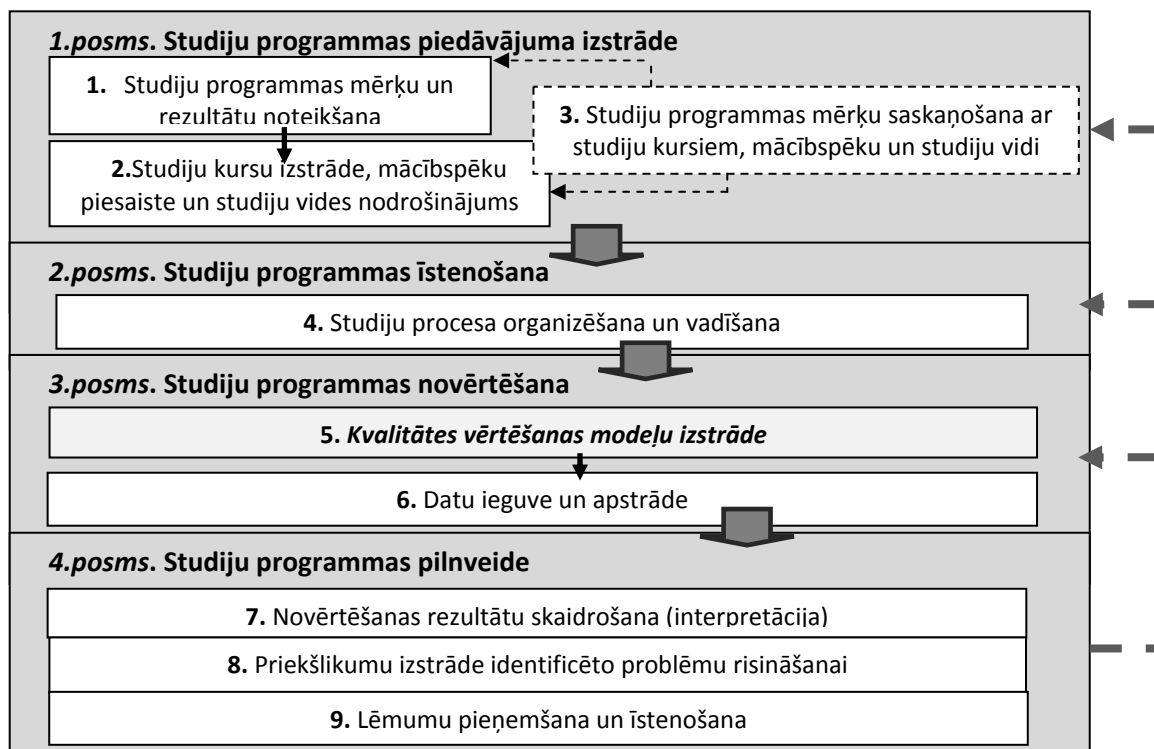 1.posms. Studiju programmas piedāvājuma izstrāde
1. Studiju programmas mērķu un
rezultātu noteikšana
2.Studiju kursu izstrāde, mācībspēku
piesaiste un studiju vides nodrošinājums
3. Studiju programmas mērķu saskaņošana ar
studiju kursiem, mācībspēku un studiju vidi
2.posms. Studiju programmas īstenošana
4. Studiju procesa organizēšana un vadīšana
3.posms. Studiju programmas novērtēšana
5. Kvalitātes vērtēšanas modeļu izstrāde
6. Datu ieguve un apstrāde
4.posms. Studiju programmas pilnveide
7. Novērtēšanas rezultātu skaidrošana (interpretācija)
8. Priekšlikumu izstrāde identificēto problēmu risināšanai
9. Lēmumu pieņemšana un īstenošana